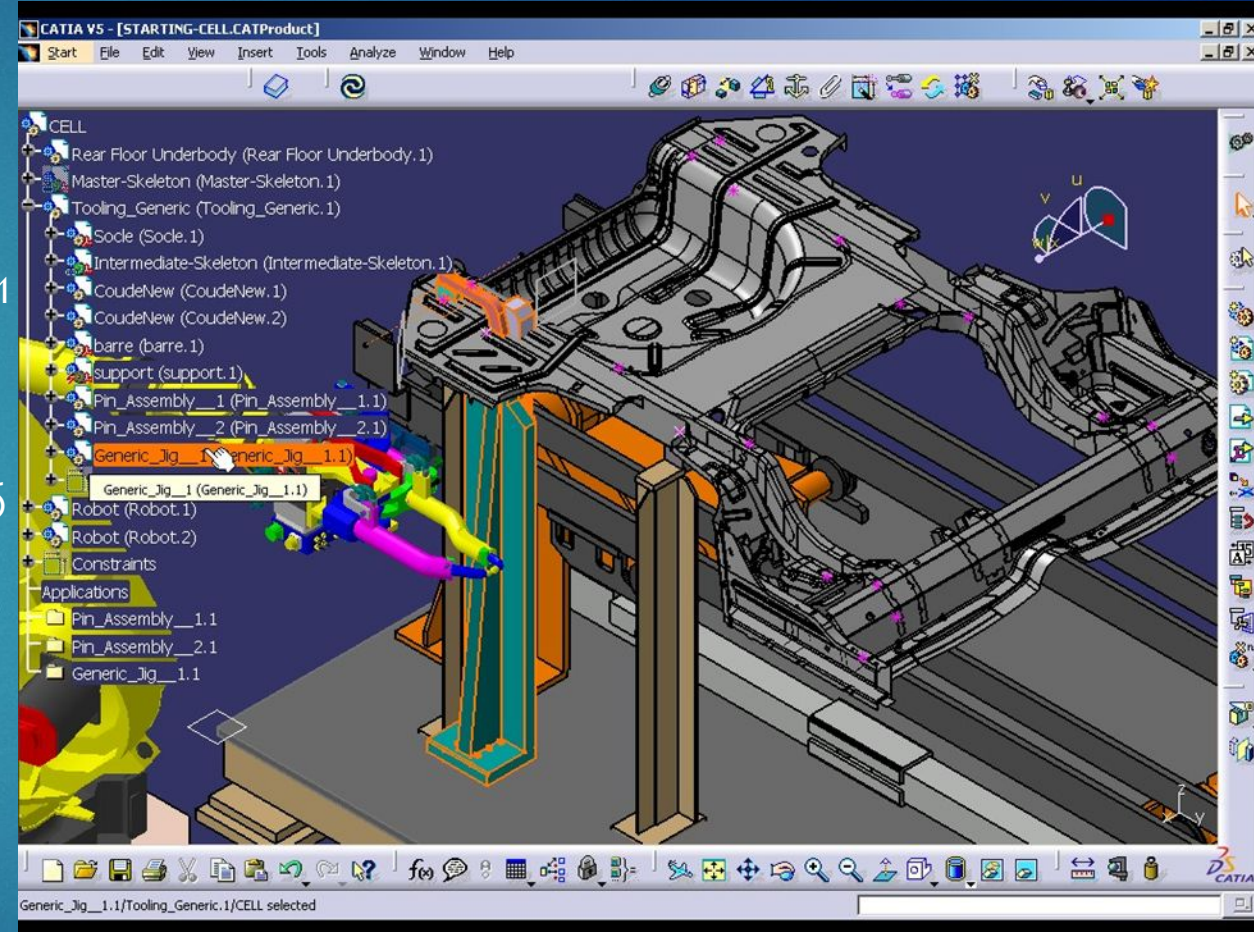 CATIA V5 - [STARTING-CELL.CATProduct]
Start File Edit View Insert Tools Analyze Window Help
CELL
Rear Floor Underbody (Rear Floor Underbody.1)
Master-Skeleton (Master-Skeleton.1)
Tooling_Generic (Tooling_Generic.1)
Socle (Socle.1)
Intermediate-Skeleton (Intermediate-Skeleton.1)
1
CoudeNew (CoudeNew.1)
CoudeNew (CoudeNew.2)
barre (barre.1)
support (support.1)
Pin_Assembly__1 (Pin_Assembly__1.1)
Pin_Assembly__2 (Pin_Assembly__2.1)
Generic_Jig__1 (Generic_Jig__1.1)
Generic_Jig__1 (Generic_Jig__1.1)
5
Robot (Robot.1)
Robot (Robot.2)
Constraints
Applications
Pin_Assembly__1.1
Pin_Assembly__2.1
Generic_Jig__1.1
u
v
z
x y
f(x)
CATIA
Generic_Jig__1.1/Tooling_Generic.1/CELL selected